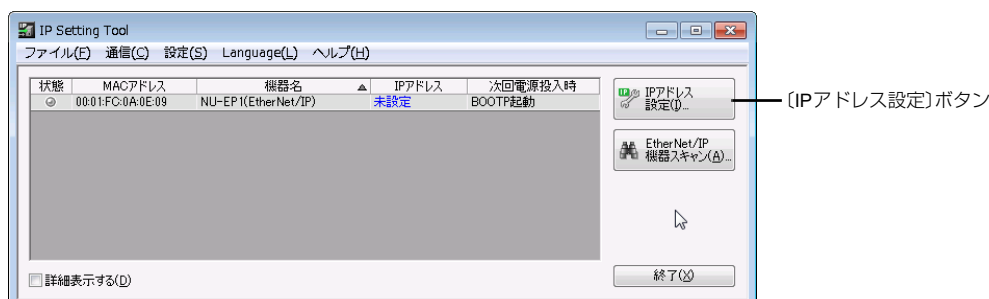 IP Setting Tool
ファイル(F) 通信(C) 設定(S) Language(L) ヘルプ(H)
状態 MACアドレス 機器名 ▲ IPアドレス 次回電源投入時
00:01:FC:0A:0E:09 NU-EP1(EtherNet/IP) 未設定 BOOTP起動
IPアドレス
設定(I)...
〔IPアドレス設定〕ボタン
EtherNet/IP
機器スキャン(A)...
詳細表示する(D)
終了(X)